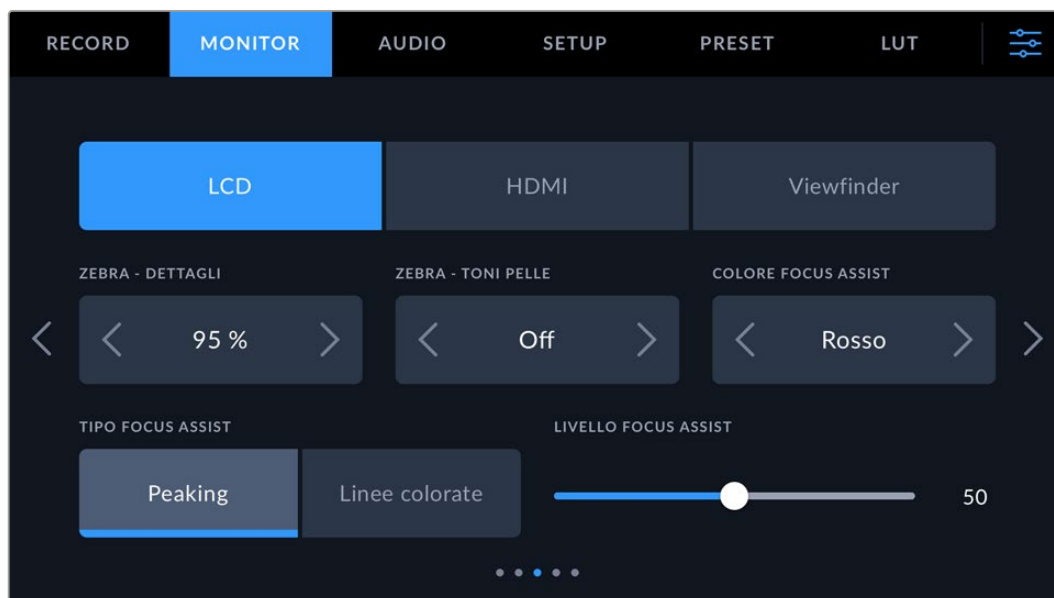 RECORD MONITOR AUDIO SETUP PRESET LUT
LCD HDMI Viewfinder
ZEBRA - DETTAGLI ZEBRA - TONI PELLE COLORE FOCUS ASSIST
95 % Off Rosso
TIPO FOCUS ASSIST LIVELLO FOCUS ASSIST
Peaking Linee colorate 50